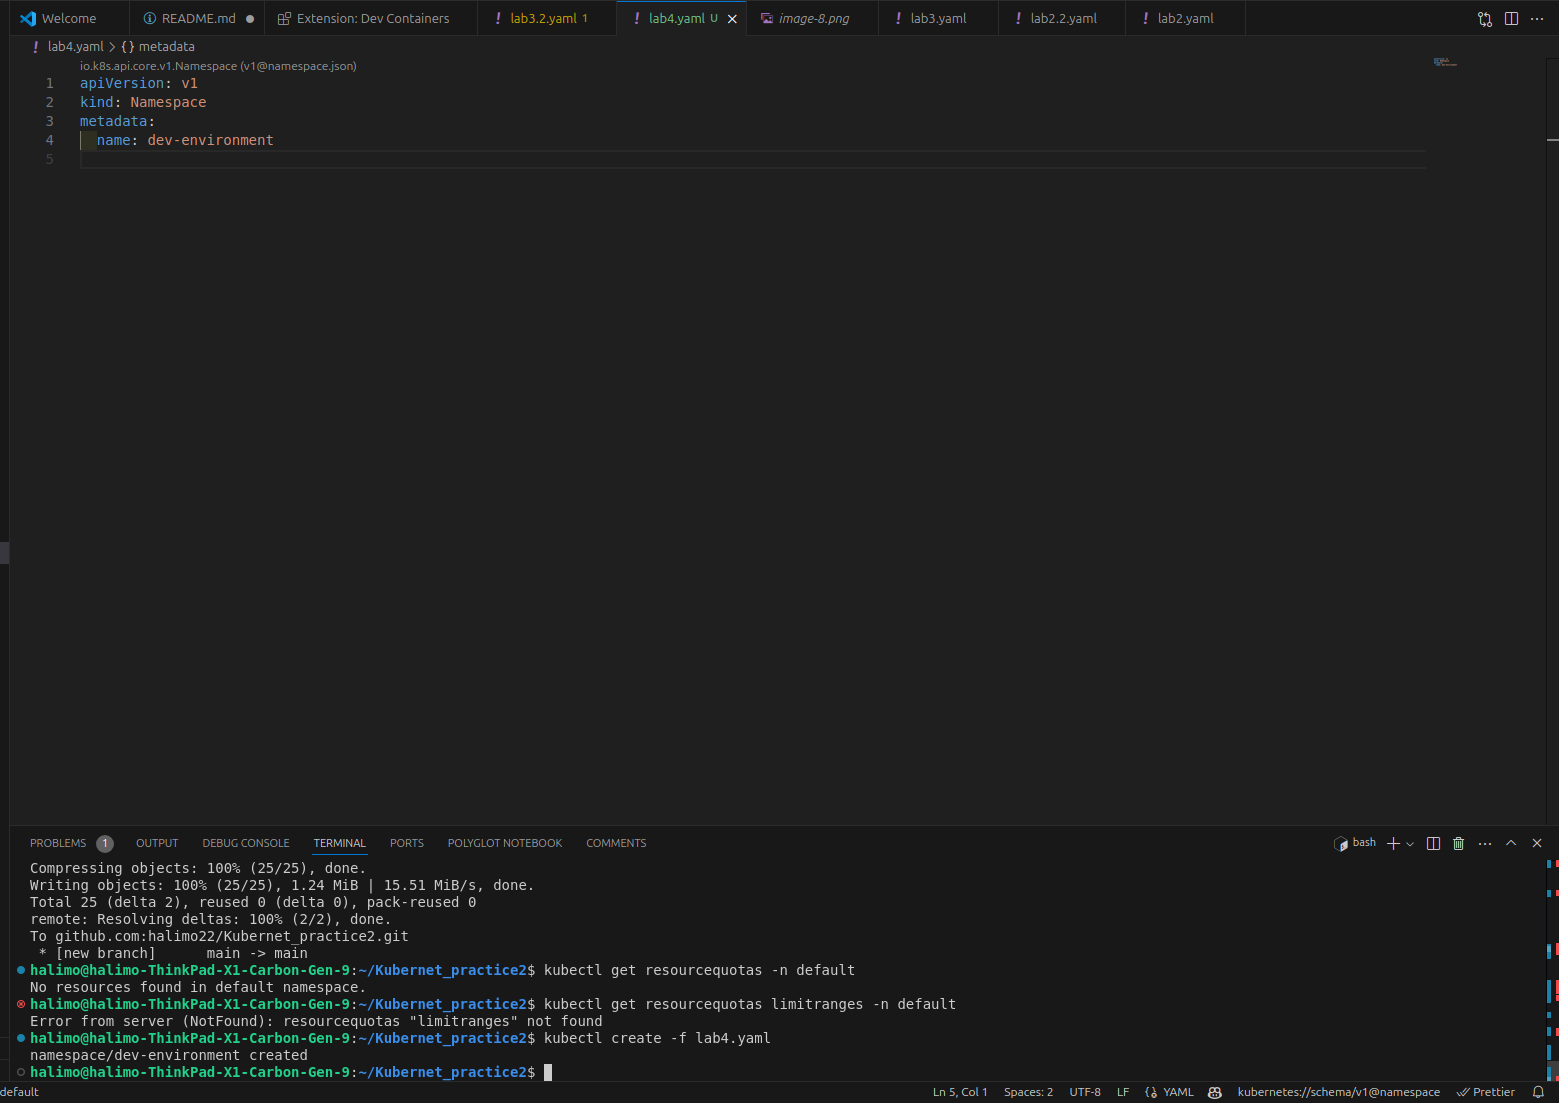 Welcome
README.md
Extension: Dev Containers
lab3.2.yaml 1
lab4.yaml U
image-8.png
lab3.yaml
lab2.2.yaml
lab2.yaml
lab4.yaml > {} metadata
io.k8s.api.core.v1.Namespace (v1@namespace.json)
1 apiVersion: v1
2 kind: Namespace
3 metadata:
4 name: dev-environment
5
PROBLEMS 1 OUTPUT DEBUG CONSOLE TERMINAL PORTS POLYGLOT NOTEBOOK COMMENTS bash
Compressing objects: 100% (25/25), done.
Writing objects: 100% (25/25), 1.24 MiB | 15.51 MiB/s, done.
Total 25 (delta 2), reused 0 (delta 0), pack-reused 0
remote: Resolving deltas: 100% (2/2), done.
To github.com:halimo22/Kubernet_practice2.git
* [new branch] main -> main
halimo@halimo-ThinkPad-X1-Carbon-Gen-9:~/Kubernet_practice2$ kubectl get resourcequotas -n default
No resources found in default namespace.
halimo@halimo-ThinkPad-X1-Carbon-Gen-9:~/Kubernet_practice2$ kubectl get resourcequotas limitranges -n default
Error from server (NotFound): resourcequotas "limitranges" not found
halimo@halimo-ThinkPad-X1-Carbon-Gen-9:~/Kubernet_practice2$ kubectl create -f lab4.yaml
namespace/dev-environment created
halimo@halimo-ThinkPad-X1-Carbon-Gen-9:~/Kubernet_practice2$
default Ln 5, Col 1 Spaces: 2 UTF-8 LF YAML kubernetes://schema/v1@namespace Prettier